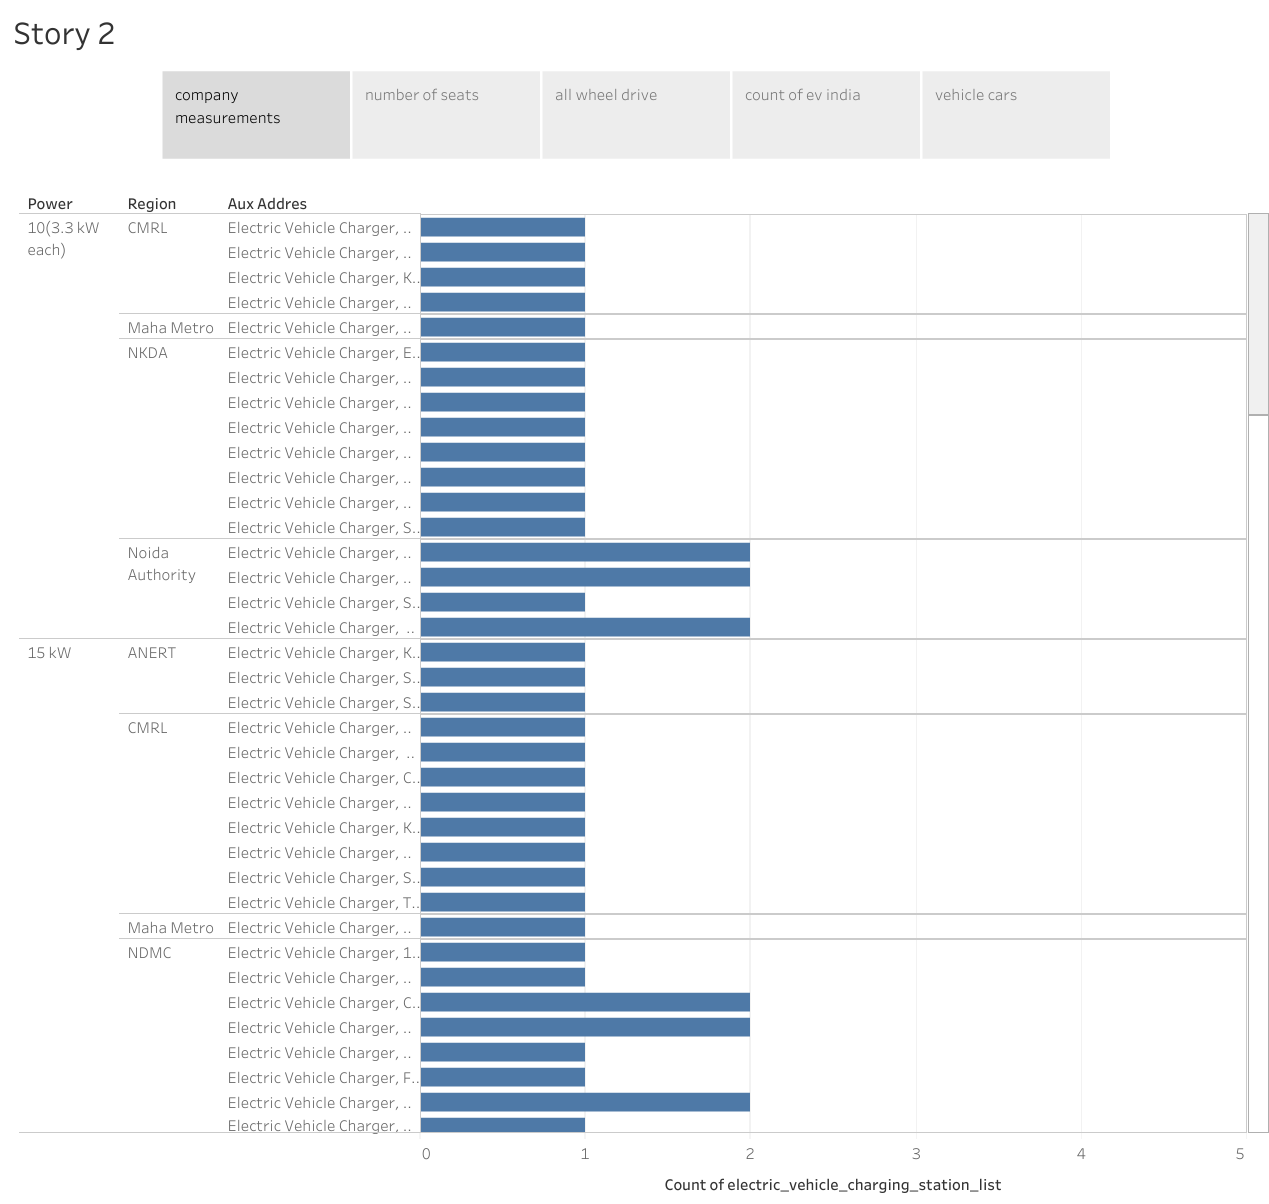 Story 2
company
measurements
number of seats
all wheel drive
count of ev india
vehicle cars
Power Region Aux Addres
10(3.3 kW
each)
CMRL
Electric Vehicle Charger, ..
Electric Vehicle Charger, ..
Electric Vehicle Charger, K..
Electric Vehicle Charger, ..
Maha Metro Electric Vehicle Charger, ..
NKDA Electric Vehicle Charger, E..
Electric Vehicle Charger, ..
Electric Vehicle Charger, ..
Electric Vehicle Charger, ..
Electric Vehicle Charger, ..
Electric Vehicle Charger, ..
Electric Vehicle Charger, ..
Electric Vehicle Charger, S..
Noida
Authority
Electric Vehicle Charger, ..
Electric Vehicle Charger, ..
Electric Vehicle Charger, S..
Electric Vehicle Charger, ..
15 kW ANERT Electric Vehicle Charger, K..
Electric Vehicle Charger, S..
Electric Vehicle Charger, S..
CMRL Electric Vehicle Charger, ..
Electric Vehicle Charger, ..
Electric Vehicle Charger, C..
Electric Vehicle Charger, ..
Electric Vehicle Charger, K..
Electric Vehicle Charger, ..
Electric Vehicle Charger, S..
Electric Vehicle Charger, T..
Maha Metro Electric Vehicle Charger, ..
NDMC Electric Vehicle Charger, 1..
Electric Vehicle Charger, ..
Electric Vehicle Charger, C..
Electric Vehicle Charger, ..
Electric Vehicle Charger, ..
Electric Vehicle Charger, F..
Electric Vehicle Charger, ..
Electric Vehicle Charger, ..
0 1 2 3 4 5
Count of electric_vehicle_charging_station_list